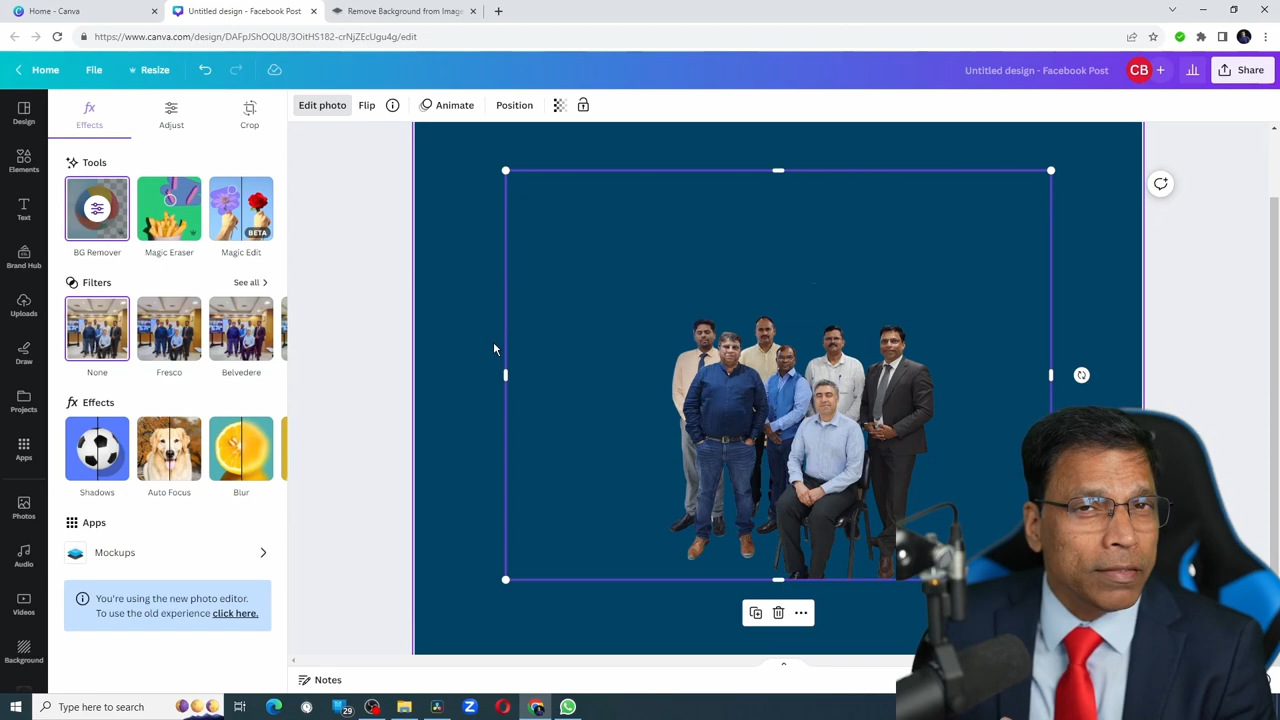 Home - Canva
Untitled design - Facebook Post
Remove Background from Imag
https://www.canva.com/design/DAFpJShOQU8/3OitHS182-crNjZEcUgu4g/edit
Home
File
Resize
Untitled design - Facebook Post
CB
Share
Design
Elements
Text
Brand Hub
Uploads
Draw
Projects
Apps
Photos
Audio
Videos
Background
Effects
Adjust
Crop
Edit photo
Flip
Animate
Position
Tools
BETA
BG Remover
Magic Eraser
Magic Edit
Filters
See all
None
Fresco
Belvedere
fx Effects
Shadows
Auto Focus
Blur
Apps
Mockups
You're using the new photo editor.
To use the old experience click here.
Notes
Type here to search
29